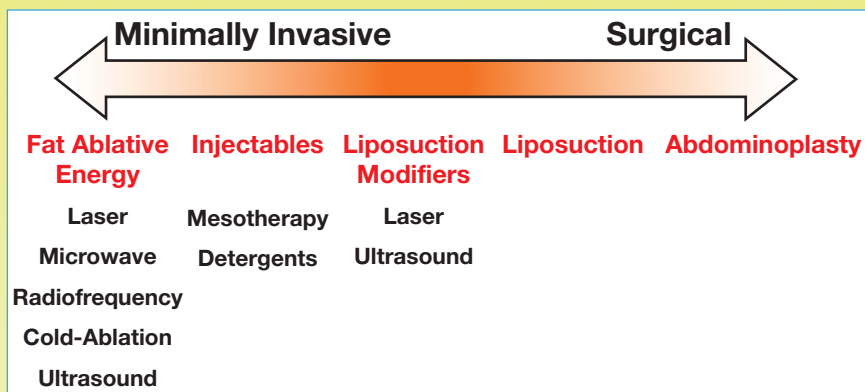 Minimally Invasive
Surgical
Fat Ablative
Energy
Laser
Microwave
Radiofrequency
Cold-Ablation
Ultrasound
Injectables
Mesotherapy
Detergents
Liposuction
Modifiers
Laser
Ultrasound
Liposuction
Abdominoplasty